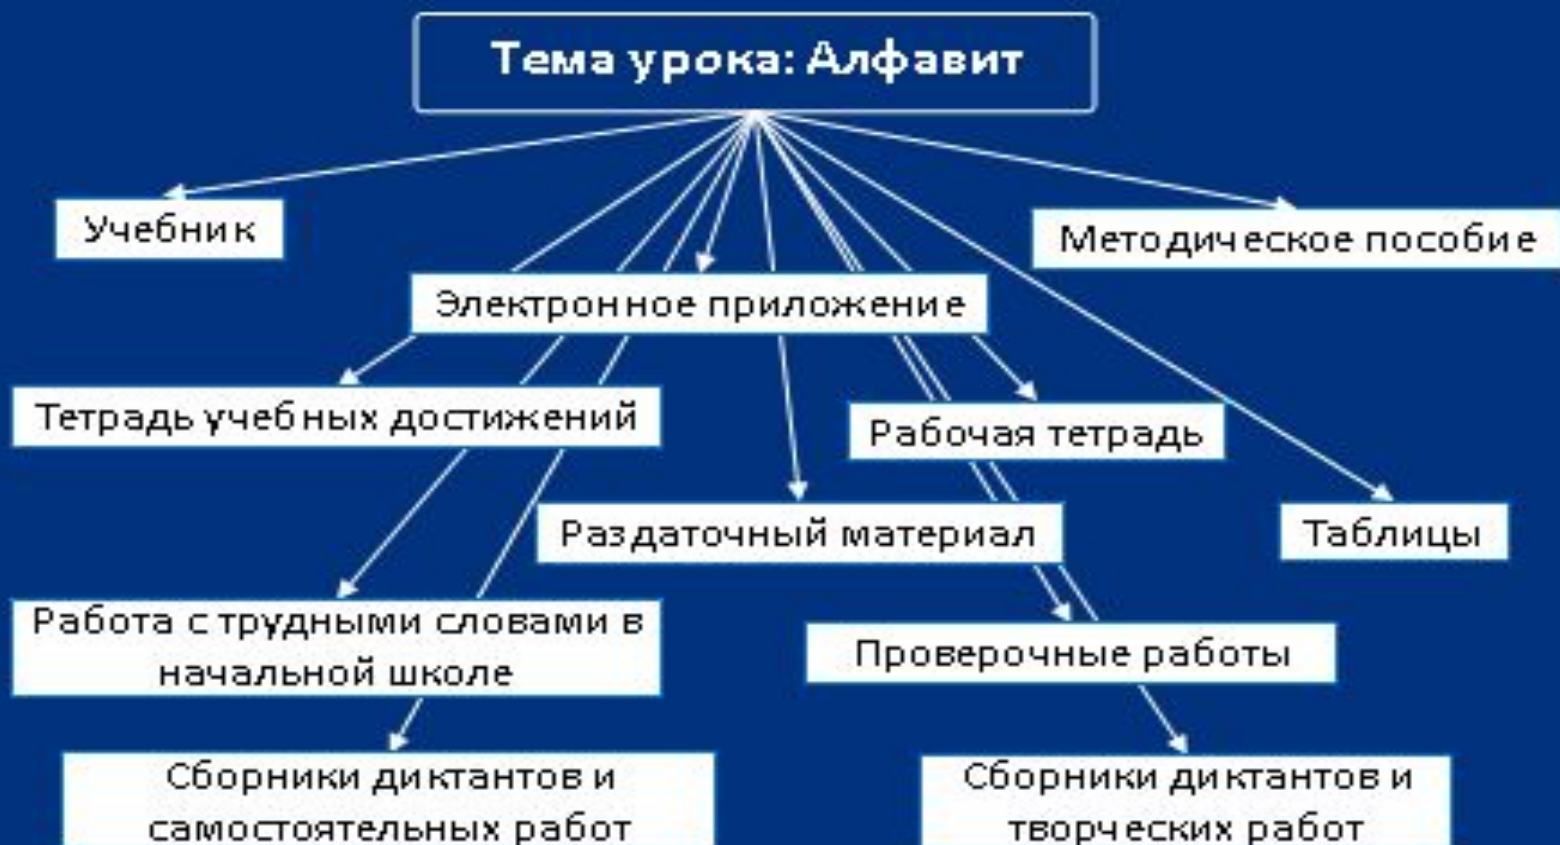 Тема урока: Алфавит
Учебник
Методическое пособие
Электронное приложение
Тетрадь учебных достижений
Рабочая тетрадь
Раздаточный материал
Таблицы
Работа с трудными словами в
начальной школе
Проверочные работы
Сборники диктантов и
самостоятельных работ
Сборники диктантов и
творческих работ